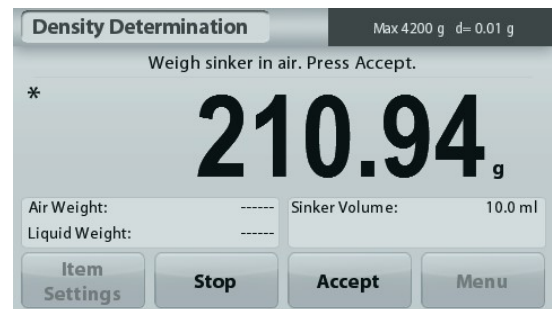 Density Determination Max 4200 g d= 0.01 g
Weigh sinker in air. Press Accept.
*
210.94 g
Air Weight: ------ Sinker Volume: 10.0 ml
Liquid Weight: ------
Item Settings Stop Accept Menu